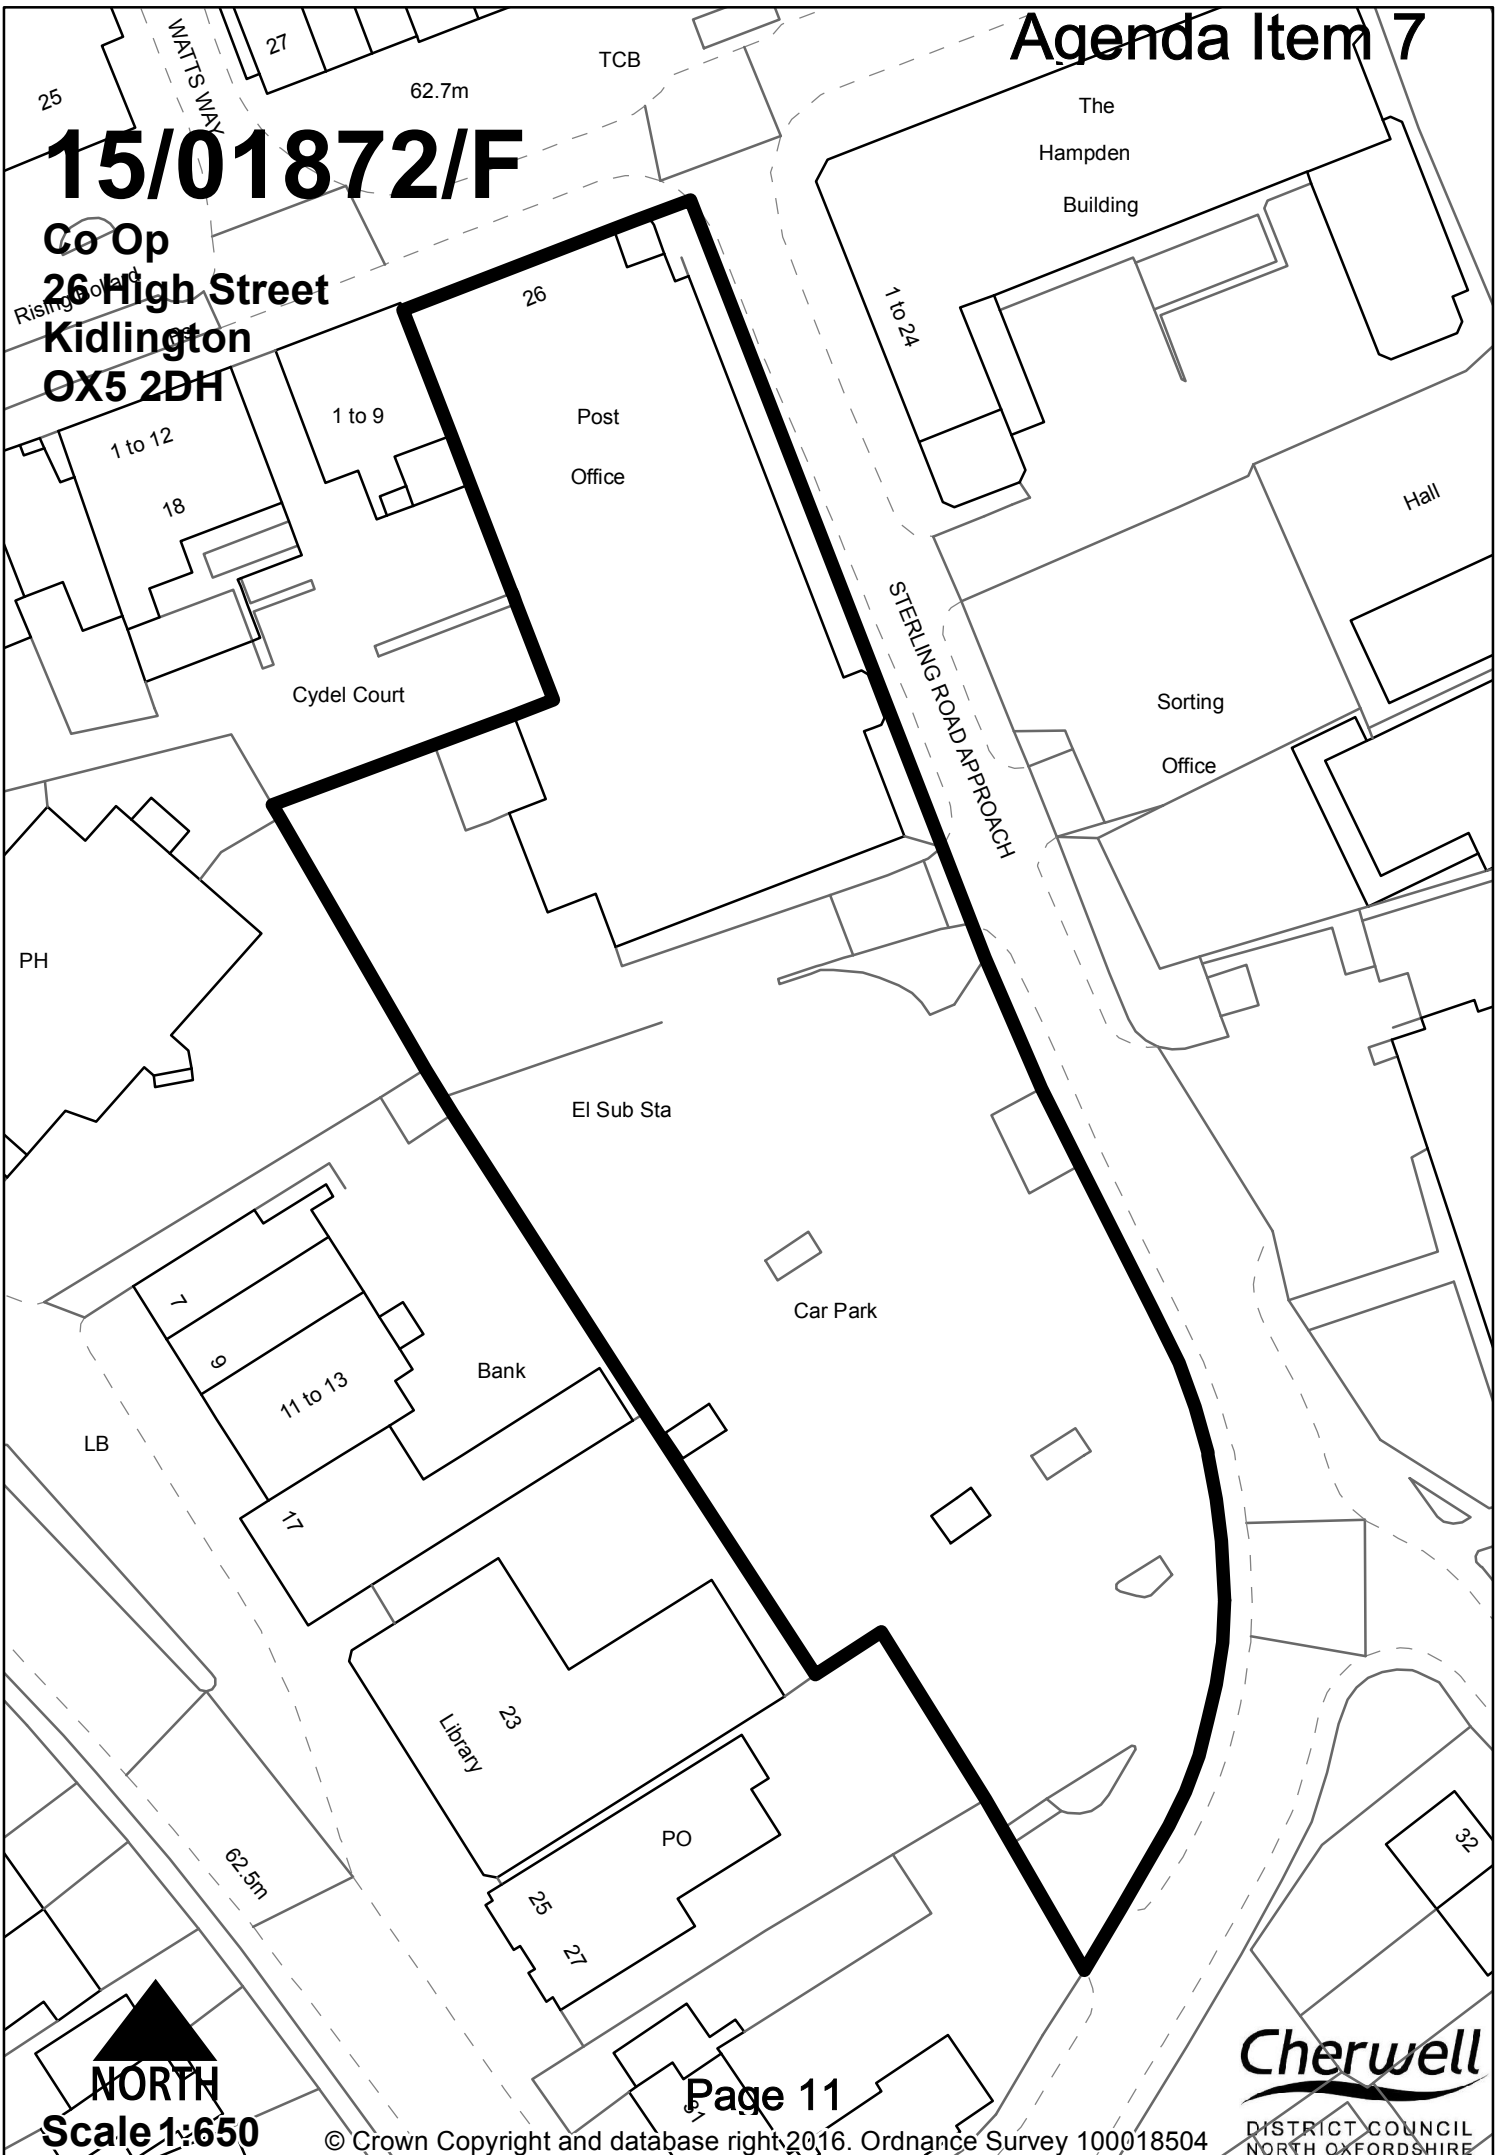 Agenda Item 7
WATTS WAY
27
TCB
25
62.7m
The
Hampden
Building
15/01872/F
Co Op
26 High Street
Kidlington
OX5 2DH
Rising Bollard
26
1 to 24
1 to 9
Post
Office
1 to 12
18
Hall
STERLING ROAD APPROACH
Cydel Court
Sorting
Office
PH
El Sub Sta
7
9
11 to 13
Bank
Car Park
LB
17
23
Library
PO
25
27
62.5m
32
31
NORTH
Scale 1:650
Page 11
Cherwell
DISTRICT COUNCIL
NORTH OXFORDSHIRE
© Crown Copyright and database right 2016. Ordnance Survey 100018504